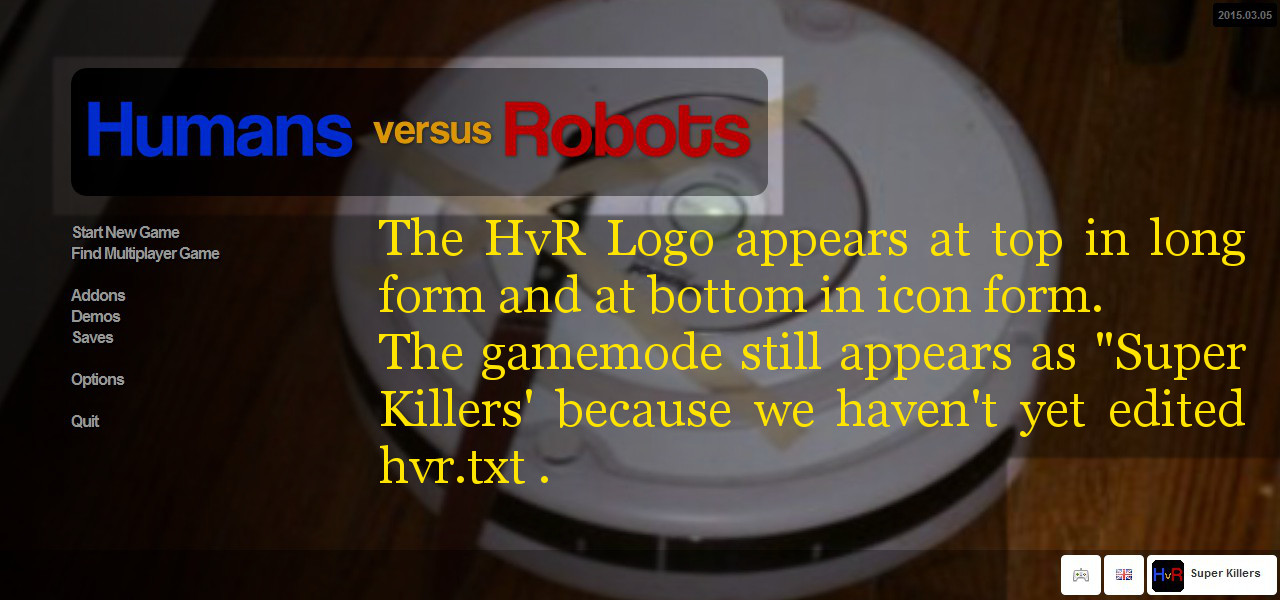 2015.03.05
Humans versus Robots
Start New Game
Find Multiplayer Game
Addons
Demos
Saves
Options
Quit
The HvR Logo appears at top in long
form and at bottom in icon form.
The gamemode still appears as "Super
Killers' because we haven't yet edited
hvr.txt .
HvR Super Killers